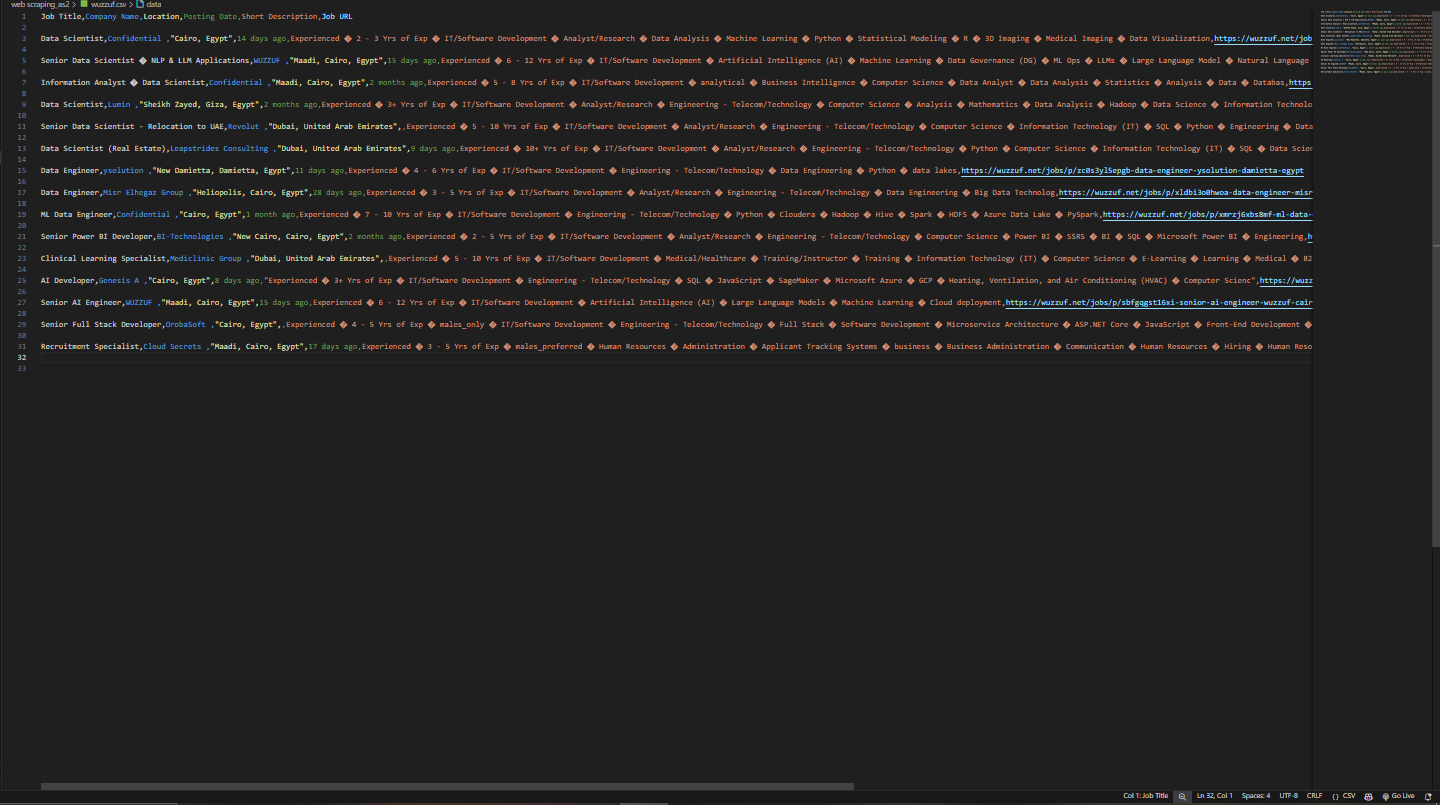 web scraping_as2 > wuzzuf.csv > data
1 Job Title,Company Name,Location,Posting Date,Short Description,Job URL
2
3 Data Scientist,Confidential ,"Cairo, Egypt",14 days ago,Experienced � 2 - 3 Yrs of Exp � IT/Software Development � Analyst/Research � Data Analysis � Machine Learning � Python � Statistical Modeling � R � 3D Imaging � Medical Imaging � Data Visualization,https://wuzzuf.net/job
4
5 Senior Data Scientist � NLP & LLM Applications,WUZZUF ,"Maadi, Cairo, Egypt",15 days ago,Experienced � 6 - 12 Yrs of Exp � IT/Software Development � Artificial Intelligence (AI) � Machine Learning � Data Governance (DG) � ML Ops � LLMs � Large Language Model � Natural Language
6
7 Information Analyst � Data Scientist,Confidential ,"Maadi, Cairo, Egypt",2 months ago,Experienced � 5 - 8 Yrs of Exp � IT/Software Development � analytical � Business Intelligence � Computer Science � Data Analyst � Data Analysis � Statistics � Analysis � Data � Databas,https
8
9 Data Scientist,Lumin ,"Sheikh Zayed, Giza, Egypt",2 months ago,Experienced � 3+ Yrs of Exp � IT/Software Development � Analyst/Research � Engineering - Telecom/Technology � Computer Science � Analysis � Mathematics � Data Analysis � Hadoop � Data Science � Information Technolo
10
11 Senior Data Scientist - Relocation to UAE,Revolut ,"Dubai, United Arab Emirates",,Experienced � 5 - 10 Yrs of Exp � IT/Software Development � Analyst/Research � Engineering - Telecom/Technology � Computer Science � Information Technology (IT) � SQL � Python � Engineering � Data
12
13 Data Scientist (Real Estate),Leapstrides Consulting ,"Dubai, United Arab Emirates",9 days ago,Experienced � 10+ Yrs of Exp � IT/Software Development � Analyst/Research � Engineering - Telecom/Technology � Python � Computer Science � Information Technology (IT) � SQL � Data Scien
14
15 Data Engineer,ysolution ,"New Damietta, Damietta, Egypt",11 days ago,Experienced � 4 - 6 Yrs of Exp � IT/Software Development � Engineering - Telecom/Technology � Data Engineering � Python � data lakes,https://wuzzuf.net/jobs/p/zc0s3yl5epgb-data-engineer-ysolution-damietta-egypt
16
17 Data Engineer,Misr Elhegaz Group ,"Heliopolis, Cairo, Egypt",28 days ago,Experienced � 3 - 5 Yrs of Exp � IT/Software Development � Analyst/Research � Engineering - Telecom/Technology � Data Engineering � Big Data Technolog,https://wuzzuf.net/jobs/p/xldbi3o0hwoa-data-engineer-misr
18
19 ML Data Engineer,Confidential ,"Cairo, Egypt",1 month ago,Experienced � 7 - 10 Yrs of Exp � IT/Software Development � Engineering - Telecom/Technology � Python � Cloudera � Hadoop � Hive � Spark � HDFS � Azure Data Lake � PySpark,https://wuzzuf.net/jobs/p/xmrzj6xbs8mf-ml-data-
20
21 Senior Power BI Developer,BI-Technologies ,"New Cairo, Cairo, Egypt",2 months ago,Experienced � 2 - 5 Yrs of Exp � IT/Software Development � Analyst/Research � Engineering - Telecom/Technology � Computer Science � Power BI � SSRS � BI � SQL � Microsoft Power BI � Engineering,h
22
23 Clinical Learning Specialist,Mediclinic Group ,"Dubai, United Arab Emirates",,Experienced � 5 - 10 Yrs of Exp � IT/Software Development � Medical/Healthcare � Training/Instructor � Training � Information Technology (IT) � Computer Science � E-Learning � Learning � Medical � B2
24
25 AI Developer,Genesis A ,"Cairo, Egypt",8 days ago,"Experienced � 3+ Yrs of Exp � IT/Software Development � Engineering - Telecom/Technology � SQL � JavaScript � SageMaker � Microsoft Azure � GCP � Heating, Ventilation, and Air Conditioning (HVAC) � Computer Scienc",https://wuzz
26
27 Senior AI Engineer,WUZZUF ,"Maadi, Cairo, Egypt",15 days ago,Experienced � 6 - 12 Yrs of Exp � IT/Software Development � Artificial Intelligence (AI) � Large Language Models � Machine Learning � Cloud deployment,https://wuzzuf.net/jobs/p/sbfgqgst16xi-senior-ai-engineer-wuzzuf-cair
28
29 Senior Full Stack Developer,OrobaSoft ,"Cairo, Egypt",,Experienced � 4 - 5 Yrs of Exp � males_only � IT/Software Development � Engineering - Telecom/Technology � Full Stack � Software Development � Microservice Architecture � ASP.NET Core � JavaScript � Front-End Development �
30
31 Recruitment Specialist,Cloud Secrets ,"Maadi, Cairo, Egypt",17 days ago,Experienced � 3 - 5 Yrs of Exp � males_preferred � Human Resources � Administration � Applicant Tracking Systems � business � Business Administration � Communication � Human Resources � Hiring � Human Reso
32
33
Col 1: Job Title Ln 32, Col 1 Spaces: 4 UTF-8 CRLF {} CSV Go Live